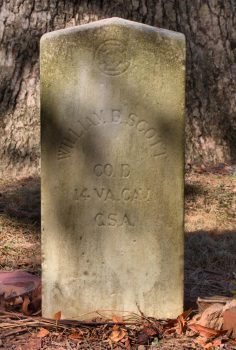 WILLIAM B. SCOTT
CO. D
14 VA. CAV.
C.S.A.